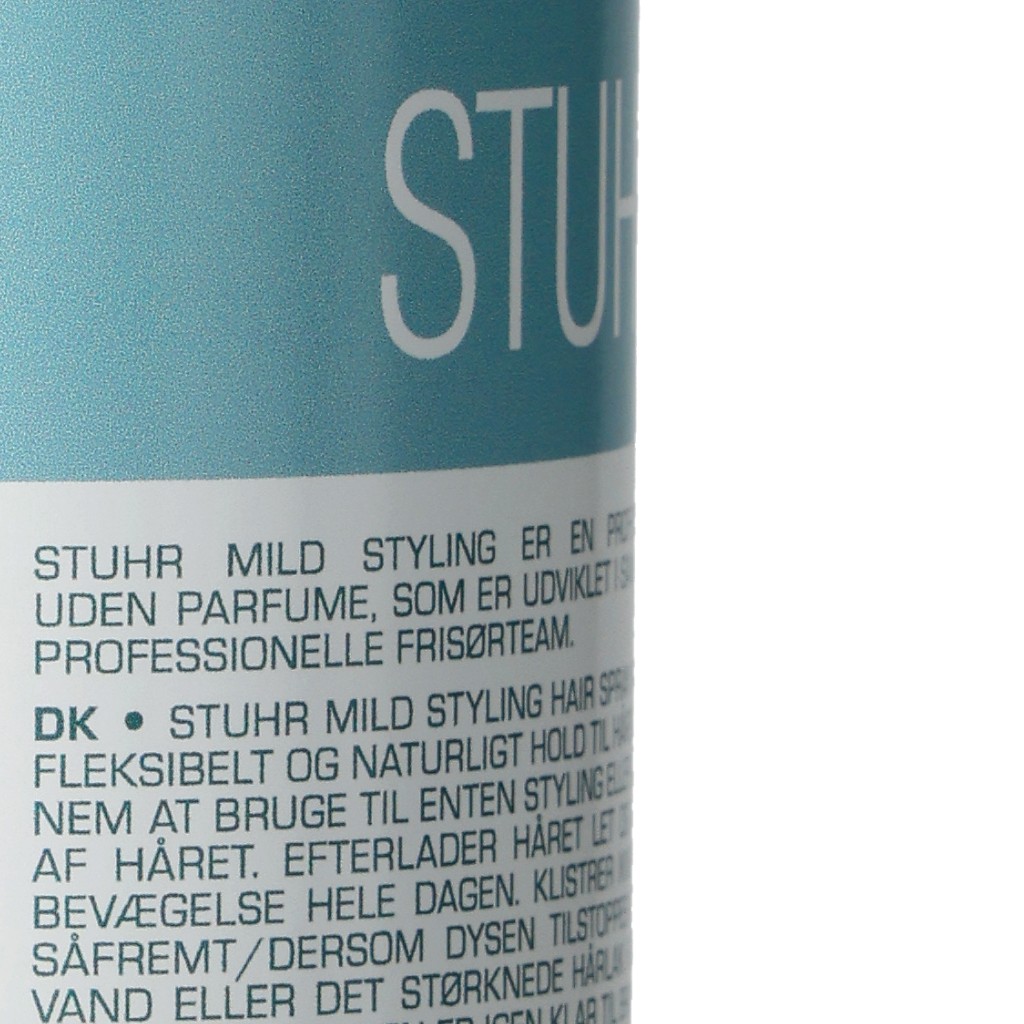 STUH
STUHR MILD STYLING ER EN
UDEN PARFUME, SOM ER UDVIKLET I
PROFESSIONELLE FRISØRTEAM.
DK • STUHR MILD STYLING HAIR
FLEKSIBELT OG NATURLIGT HOLD TIL
NEM AT BRUGE TIL ENTEN STYLING
AF HÅRET. EFTERLADER HÅRET LET
BEVÆGELSE HELE DAGEN. KLISTRER
SÅFREMT/DERSOM DYSEN
VAND ELLER DET STØRKNEDE